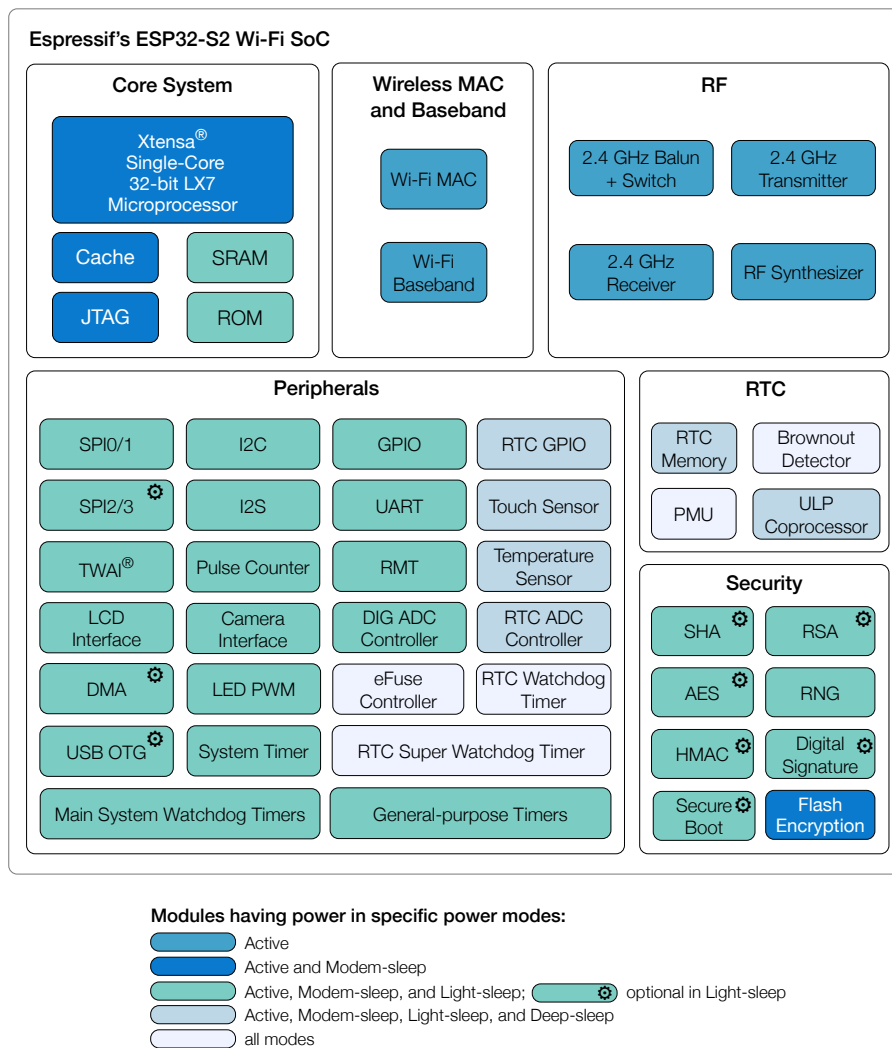 Espressif's ESP32-S2 Wi-Fi SoC
Core System
Xtensa®
Single-Core
32-bit LX7
Microprocessor
Cache
SRAM
JTAG
ROM
Wireless MAC
and Baseband
Wi-Fi MAC
Wi-Fi
Baseband
RF
2.4 GHz Balun
+ Switch
2.4 GHz
Transmitter
2.4 GHz
Receiver
RF Synthesizer
Peripherals
SPI0/1
I2C
GPIO
RTC GPIO
SPI2/3
I2S
UART
Touch Sensor
TWAI®
Pulse Counter
RMT
Temperature
Sensor
LCD
Interface
Camera
Interface
DIG ADC
Controller
RTC ADC
Controller
DMA
LED PWM
eFuse
Controller
RTC Watchdog
Timer
USB OTG
System Timer
RTC Super Watchdog Timer
Main System Watchdog Timers
General-purpose Timers
RTC
RTC
Memory
Brownout
Detector
PMU
ULP
Coprocessor
Security
SHA
RSA
AES
RNG
HMAC
Digital
Signature
Secure
Boot
Flash
Encryption
Modules having power in specific power modes:
Active
Active and Modem-sleep
Active, Modem-sleep, and Light-sleep; optional in Light-sleep
Active, Modem-sleep, Light-sleep, and Deep-sleep
all modes